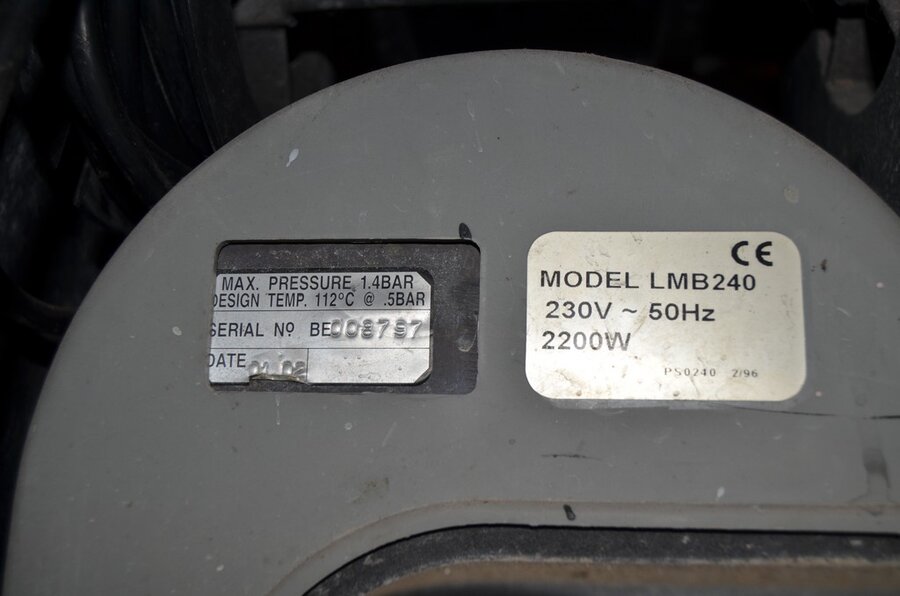 MAX. PRESSURE 1.4BAR
DESIGN TEMP. 112°C @ .5BAR
SERIAL Nº BE008797
DATE 01 02
CE
MODEL LMB240
230V ~ 50Hz
2200W
PS0240 2/96